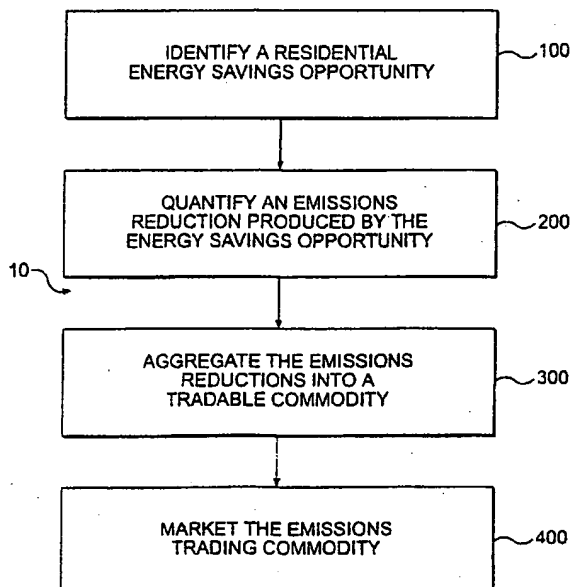 IDENTIFY A RESIDENTIAL
ENERGY SAVINGS OPPORTUNITY
100
QUANTIFY AN EMISSIONS
REDUCTION PRODUCED BY THE
ENERGY SAVINGS OPPORTUNITY
200
10
AGGREGATE THE EMISSIONS
REDUCTIONS INTO A
TRADABLE COMMODITY
300
MARKET THE EMISSIONS
TRADING COMMODITY
400